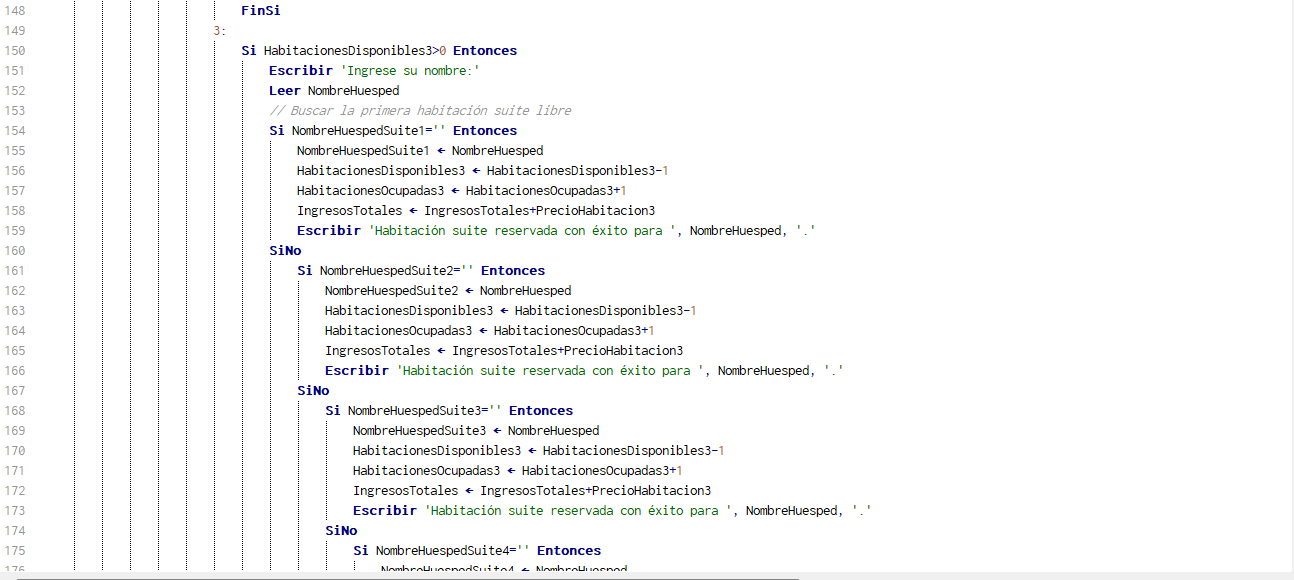 148 FinSi
149 3:
150 Si HabitacionesDisponibles3>0 Entonces
151 Escribir 'Ingrese su nombre:'
152 Leer NombreHuesped
153 // Buscar la primera habitación suite libre
154 Si NombreHuespedSuite1='' Entonces
155 NombreHuespedSuite1 ← NombreHuesped
156 HabitacionesDisponibles3 ← HabitacionesDisponibles3-1
157 HabitacionesOcupadas3 ← HabitacionesOcupadas3+1
158 IngresosTotales ← IngresosTotales+PrecioHabitacion3
159 Escribir 'Habitación suite reservada con éxito para ', NombreHuesped, '.'
160 SiNo
161 Si NombreHuespedSuite2='' Entonces
162 NombreHuespedSuite2 ← NombreHuesped
163 HabitacionesDisponibles3 ← HabitacionesDisponibles3-1
164 HabitacionesOcupadas3 ← HabitacionesOcupadas3+1
165 IngresosTotales ← IngresosTotales+PrecioHabitacion3
166 Escribir 'Habitación suite reservada con éxito para ', NombreHuesped, '.'
167 SiNo
168 Si NombreHuespedSuite3='' Entonces
169 NombreHuespedSuite3 ← NombreHuesped
170 HabitacionesDisponibles3 ← HabitacionesDisponibles3-1
171 HabitacionesOcupadas3 ← HabitacionesOcupadas3+1
172 IngresosTotales ← IngresosTotales+PrecioHabitacion3
173 Escribir 'Habitación suite reservada con éxito para ', NombreHuesped, '.'
174 SiNo
175 Si NombreHuespedSuite4='' Entonces
176 NombreHuespedSuite4 ← NombreHuesped